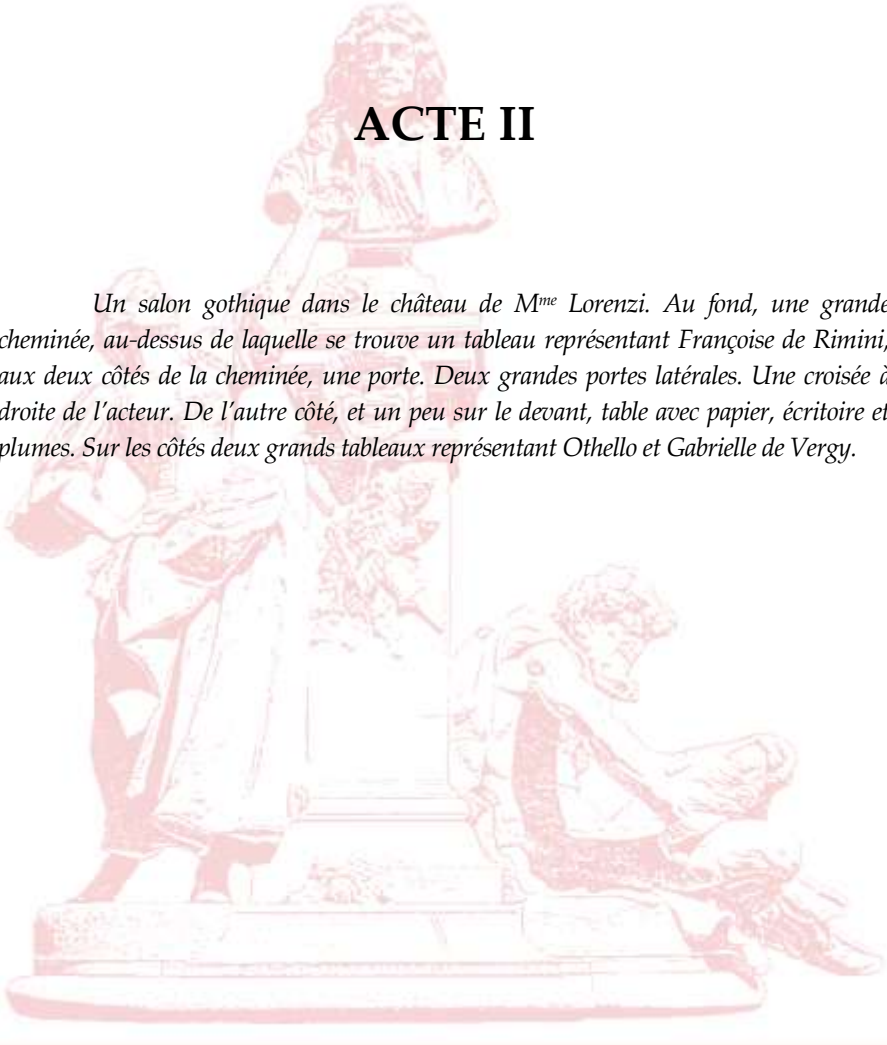 ACTE II
Un salon gothique dans le château de Mme Lorenzi. Au fond, une grande
cheminée, au-dessus de laquelle se trouve un tableau représentant Françoise de Rimini,
aux deux côtés de la cheminée, une porte. Deux grandes portes latérales. Une croisée à
droite de l’acteur. De l’autre côté, et un peu sur le devant, table avec papier, écritoire et
plumes. Sur les côtés deux grands tableaux représentant Othello et Gabrielle de Vergy.